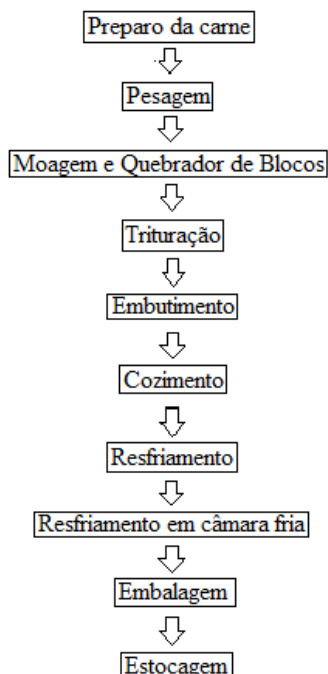 Preparo da carne
Pesagem
Moagem e Quebrador de Blocos
Trituração
Embutimento
Cozimento
Resfriamento
Resfriamento em câmara fria
Embalagem
Estocagem